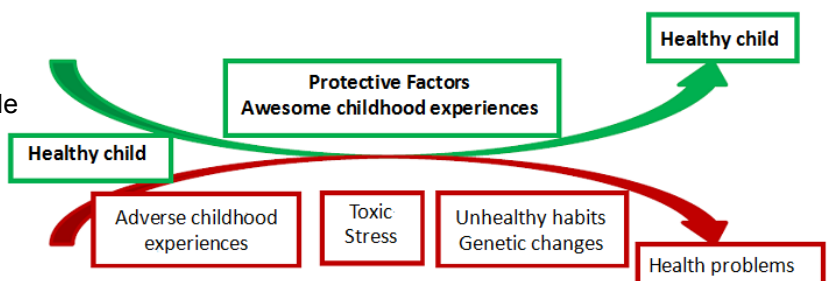 Healthy child
Protective Factors
Awesome childhood experiences
Healthy child
Adverse childhood
experiences
Toxic
Stress
Unhealthy habits
Genetic changes
Health problems